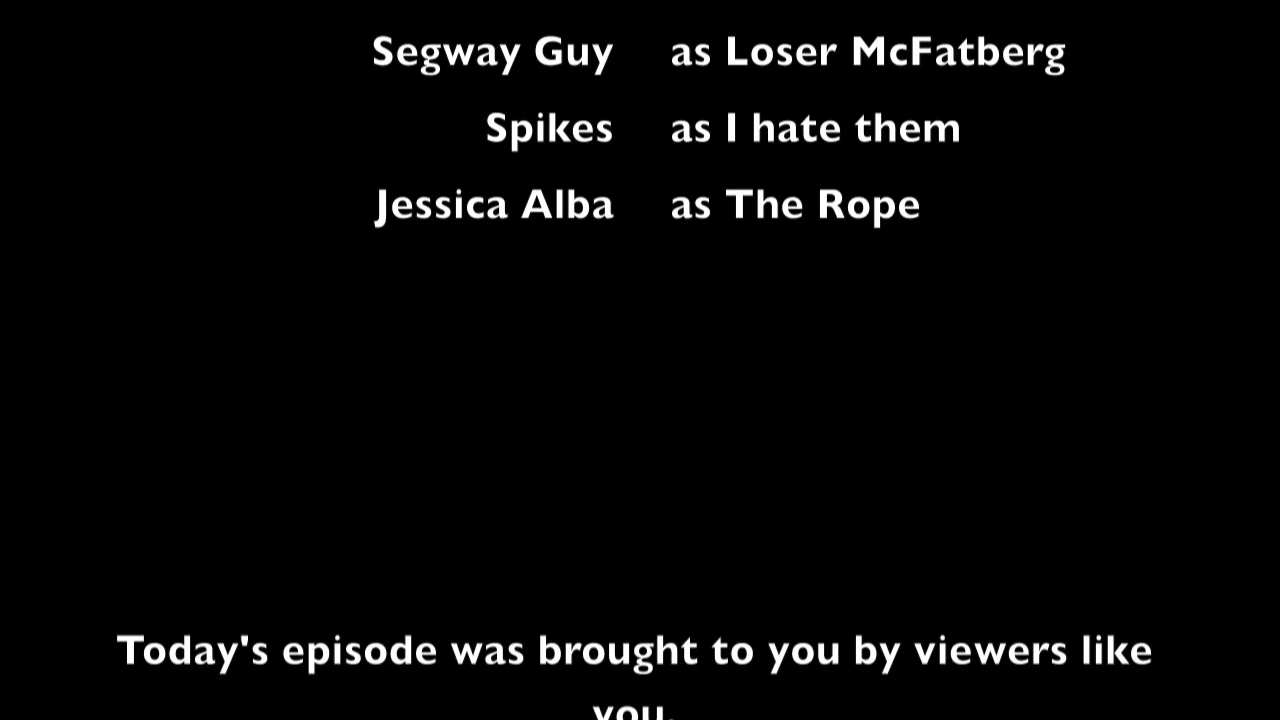 Segway Guy as Loser McFatberg
Spikes as I hate them
Jessica Alba as The Rope
Today's episode was brought to you by viewers like
you.